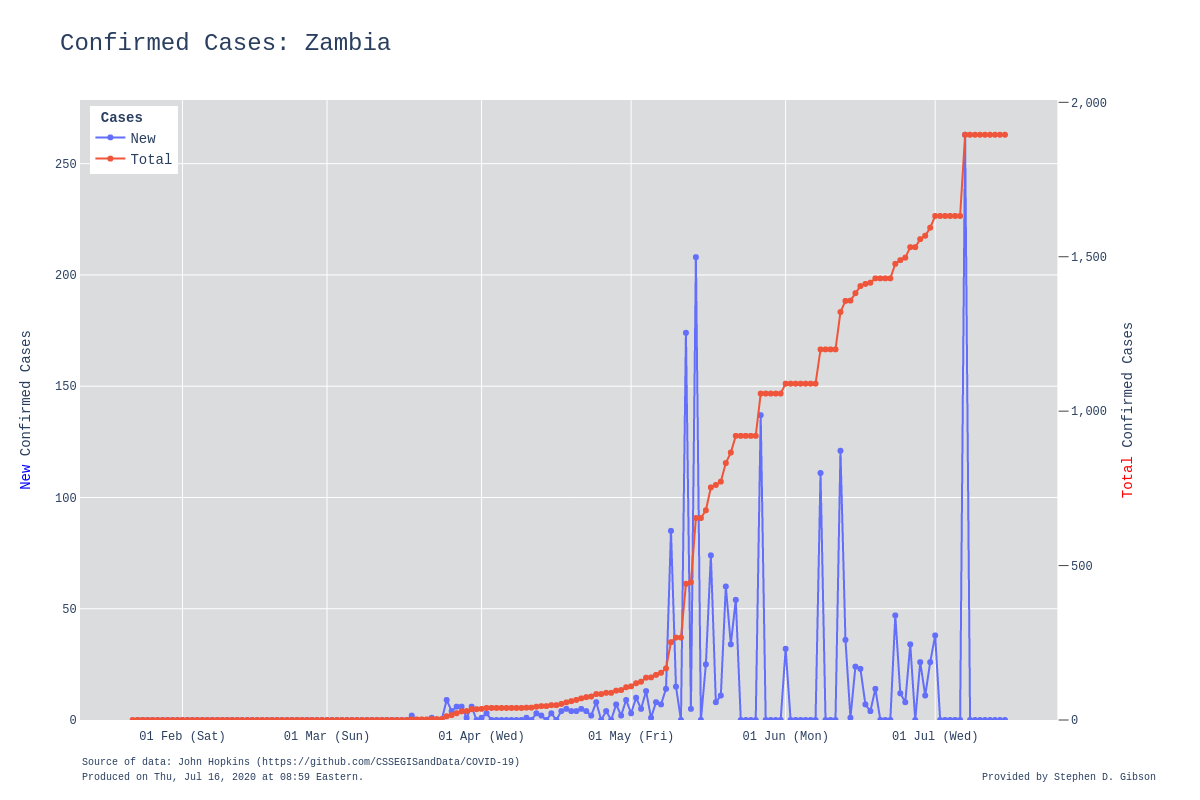 Confirmed Cases: Zambia
Cases
New
Total
250
200
150
100
50
0
2,000
1,500
1,000
500
0
New Confirmed Cases
Total Confirmed Cases
01 Feb (Sat)
01 Mar (Sun)
01 Apr (Wed)
01 May (Fri)
01 Jun (Mon)
01 Jul (Wed)
Source of data: John Hopkins (https://github.com/CSSEGISandData/COVID-19)
Produced on Thu, Jul 16, 2020 at 08:59 Eastern.
Provided by Stephen D. Gibson